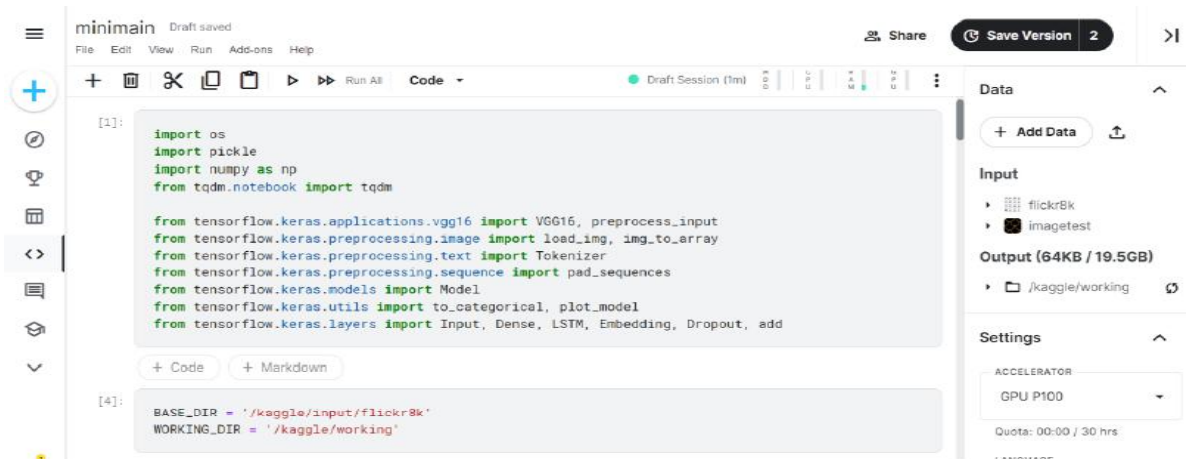 minimain Draft saved
File Edit View Run Add-ons Help
Share
Save Version 2
Run All Code
Draft Session (1m)
[1]:
import os
import pickle
import numpy as np
from tqdm.notebook import tqdm
from tensorflow.keras.applications.vgg16 import VGG16, preprocess_input
from tensorflow.keras.preprocessing.image import load_img, img_to_array
from tensorflow.keras.preprocessing.text import Tokenizer
from tensorflow.keras.preprocessing.sequence import pad_sequences
from tensorflow.keras.models import Model
from tensorflow.keras.utils import to_categorical, plot_model
from tensorflow.keras.layers import Input, Dense, LSTM, Embedding, Dropout, add
+ Code + Markdown
[4]:
BASE_DIR = '/kaggle/input/flickr8k'
WORKING_DIR = '/kaggle/working'
Data
+ Add Data
Input
flickr8k
imagetest
Output (64KB / 19.5GB)
/kaggle/working
Settings
ACCELERATOR
GPU P100
Quota: 00:00 / 30 hrs